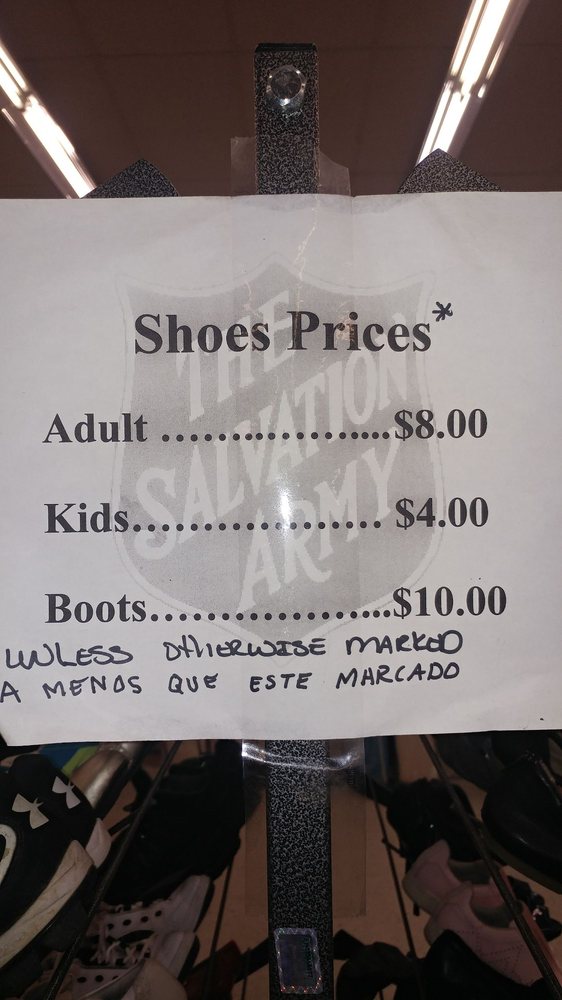 THE
SALVATION
ARMY
Shoes Prices*
Adult ....................$8.00
Kids.................... $4.00
Boots....................$10.00
UNLESS OTHERWISE MARKED
A MENOS QUE ESTE MARCADO